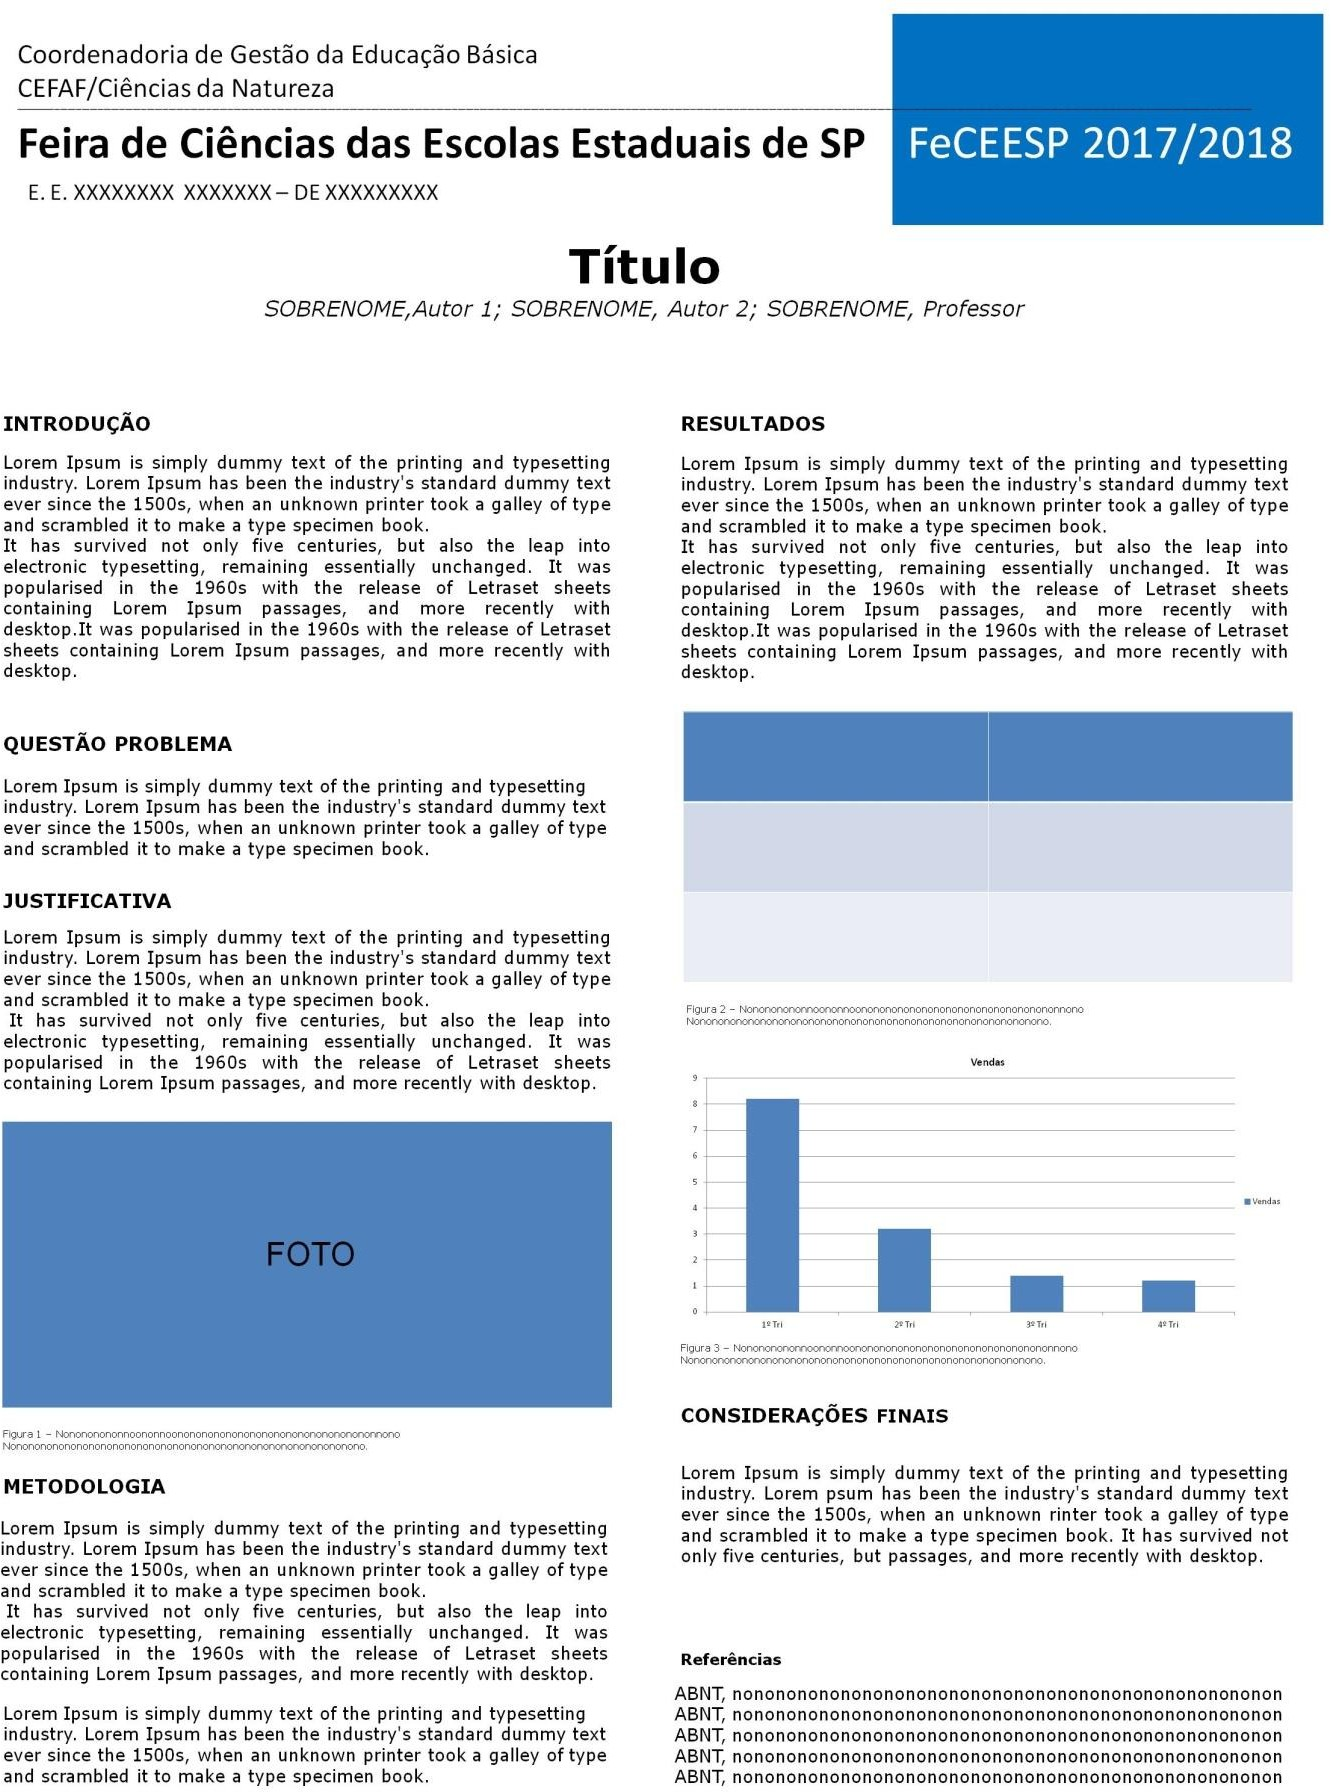 Coordenadoria de Gestão da Educação Básica
CEFAF/Ciências da Natureza
Feira de Ciências das Escolas Estaduais de SP
FeCEESP 2017/2018
E. E. XXXXXXXX XXXXXXX – DE XXXXXXXXX
Título
SOBRENOME,Autor 1; SOBRENOME, Autor 2; SOBRENOME, Professor
INTRODUÇÃO
Lorem Ipsum is simply dummy text of the printing and typesetting
industry. Lorem Ipsum has been the industry's standard dummy text
ever since the 1500s, when an unknown printer took a galley of type
and scrambled it to make a type specimen book.
It has survived not only five centuries, but also the leap into
electronic typesetting, remaining essentially unchanged. It was
popularised in the 1960s with the release of Letraset sheets
containing Lorem Ipsum passages, and more recently with
desktop.It was popularised in the 1960s with the release of Letraset
sheets containing Lorem Ipsum passages, and more recently with
desktop.
QUESTÃO PROBLEMA
Lorem Ipsum is simply dummy text of the printing and typesetting
industry. Lorem Ipsum has been the industry's standard dummy text
ever since the 1500s, when an unknown printer took a galley of type
and scrambled it to make a type specimen book.
JUSTIFICATIVA
Lorem Ipsum is simply dummy text of the printing and typesetting
industry. Lorem Ipsum has been the industry's standard dummy text
ever since the 1500s, when an unknown printer took a galley of type
and scrambled it to make a type specimen book.
It has survived not only five centuries, but also the leap into
electronic typesetting, remaining essentially unchanged. It was
popularised in the 1960s with the release of Letraset sheets
containing Lorem Ipsum passages, and more recently with desktop.
FOTO
Figura 1 –
METODOLOGIA
Lorem Ipsum is simply dummy text of the printing and typesetting
industry. Lorem Ipsum has been the industry's standard dummy text
ever since the 1500s, when an unknown printer took a galley of type
and scrambled it to make a type specimen book.
It has survived not only five centuries, but also the leap into
electronic typesetting, remaining essentially unchanged. It was
popularised in the 1960s with the release of Letraset sheets
containing Lorem Ipsum passages, and more recently with desktop.
Lorem Ipsum is simply dummy text of the printing and typesetting
industry. Lorem Ipsum has been the industry's standard dummy text
ever since the 1500s, when an unknown printer took a galley of type
and scrambled it to make a type specimen book.
RESULTADOS
Lorem Ipsum is simply dummy text of the printing and typesetting
industry. Lorem Ipsum has been the industry's standard dummy text
ever since the 1500s, when an unknown printer took a galley of type
and scrambled it to make a type specimen book.
It has survived not only five centuries, but also the leap into
electronic typesetting, remaining essentially unchanged. It was
popularised in the 1960s with the release of Letraset sheets
containing Lorem Ipsum passages, and more recently with
desktop.It was popularised in the 1960s with the release of Letraset
sheets containing Lorem Ipsum passages, and more recently with
desktop.
Figura 2 –
Vendas
9
8
7
6
5
4
3
2
1
0
Vendas
1º Tri 2º Tri 3º Tri 4º Tri
Figura 3 –
CONSIDERAÇÕES FINAIS
Lorem Ipsum is simply dummy text of the printing and typesetting
industry. Lorem psum has been the industry's standard dummy text
ever since the 1500s, when an unknown rinter took a galley of type
and scrambled it to make a type specimen book. It has survived not
only five centuries, but passages, and more recently with desktop.
Referências
ABNT, nononononononononononononononononononononononononon
ABNT, nononononononononononononononononononononononononon
ABNT, nononononononononononononononononononononononononon
ABNT, nononononononononononononononononononononononononon
ABNT, nononononononononononononononononononononononononon